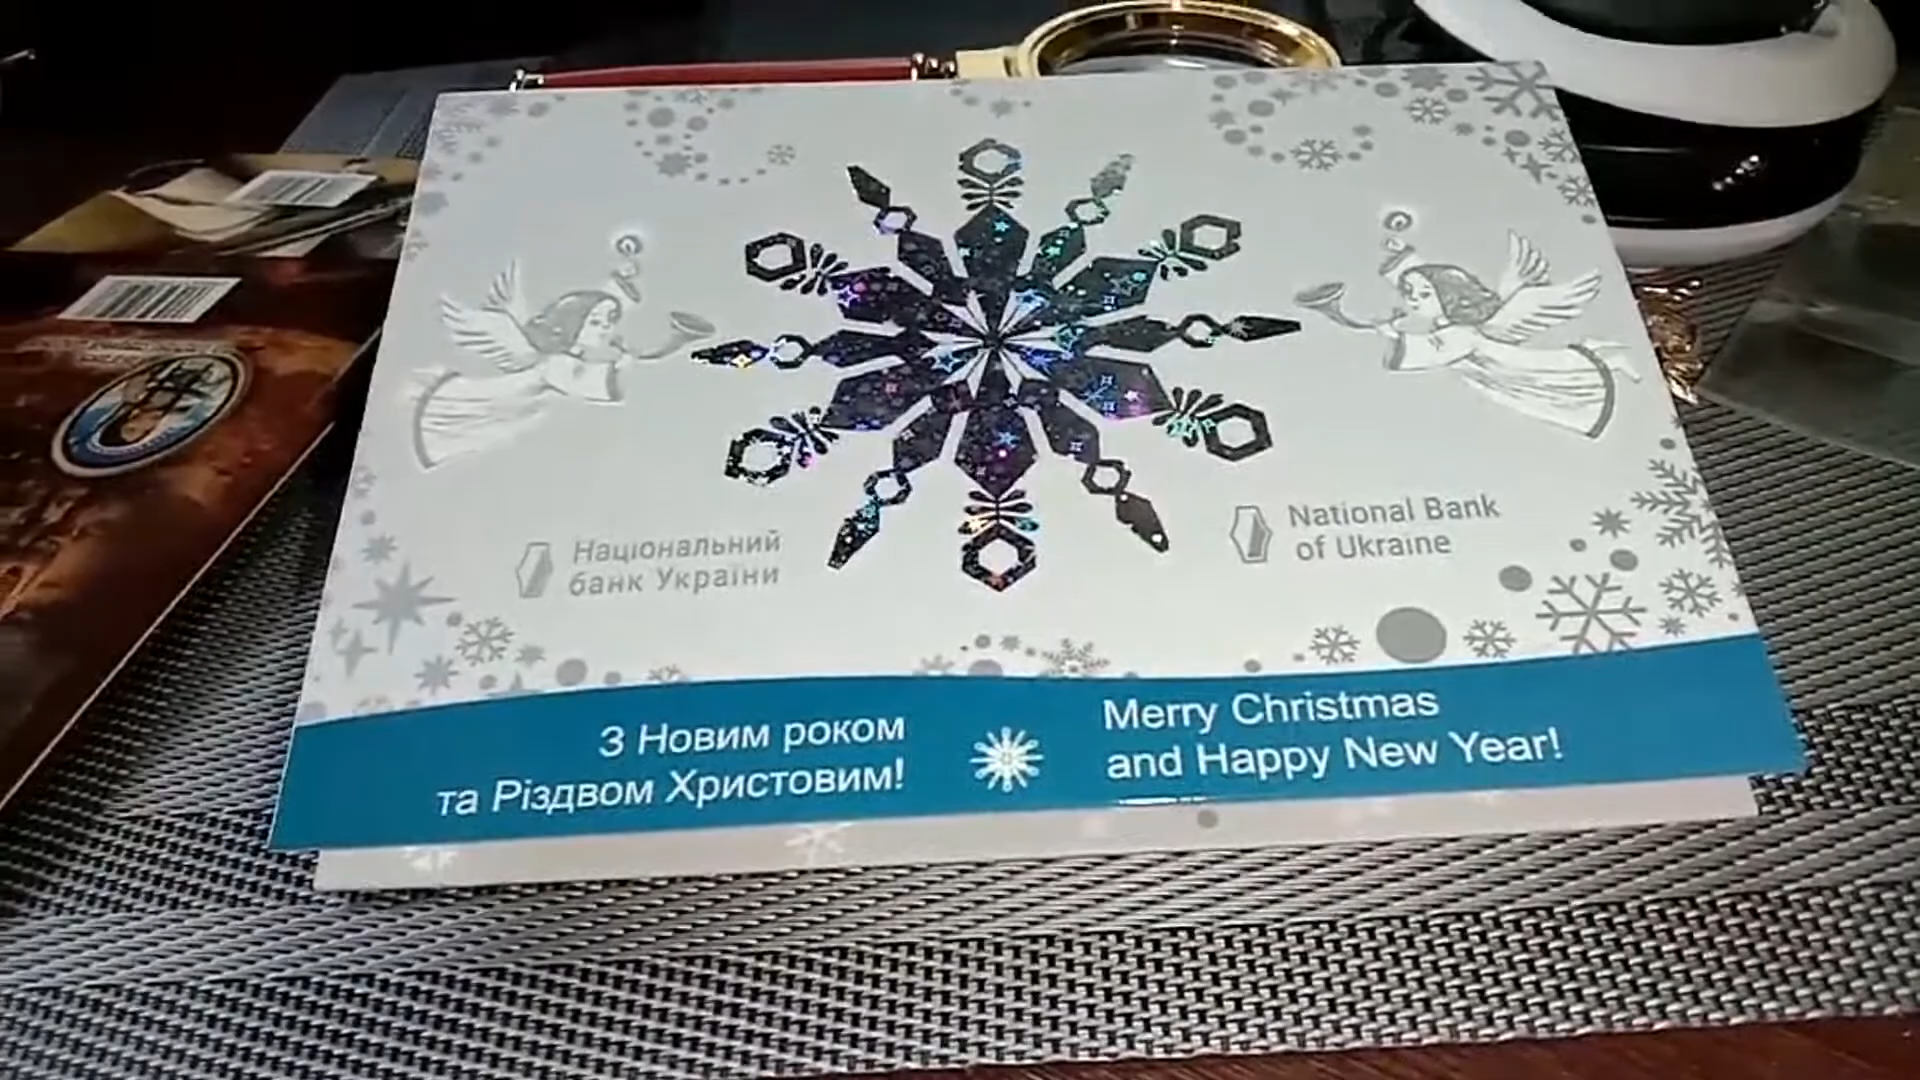 Національний
банк України
National Bank
of Ukraine
З Новим роком
та Різдвом Христовим!
Merry Christmas
and Happy New Year!